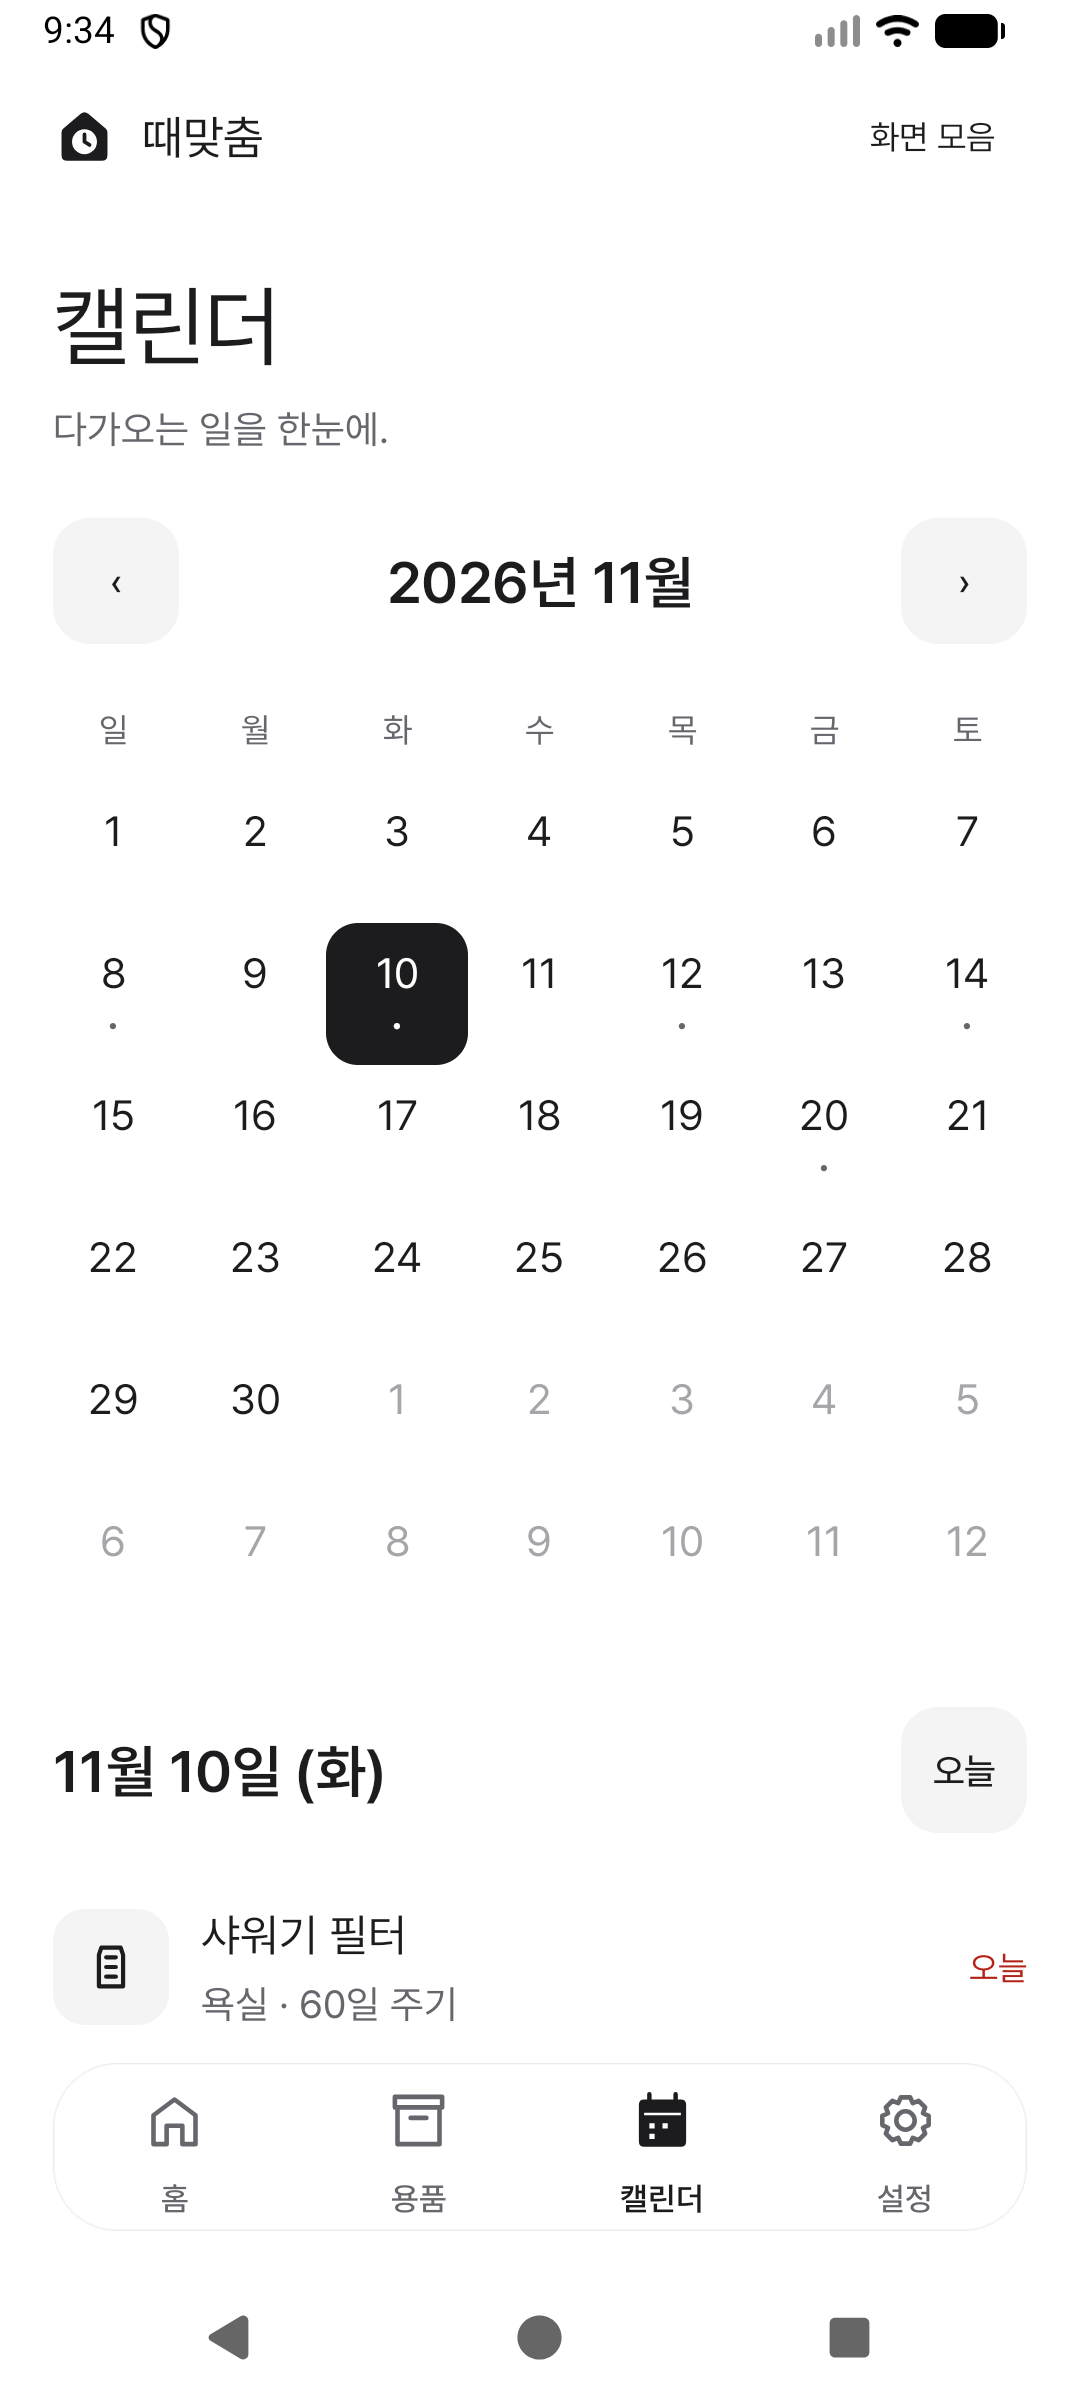 9:34
때맞춤
화면 모음
캘린더
다가오는 일을 한눈에.
‹ 2026년 11월 ›
일 월 화 수 목 금 토
1 2 3 4 5 6 7
8 9 10 11 12 13 14
15 16 17 18 19 20 21
22 23 24 25 26 27 28
29 30 1 2 3 4 5
6 7 8 9 10 11 12
11월 10일 (화)
오늘
샤워기 필터
욕실 · 60일 주기
오늘
홈 용품 캘린더 설정